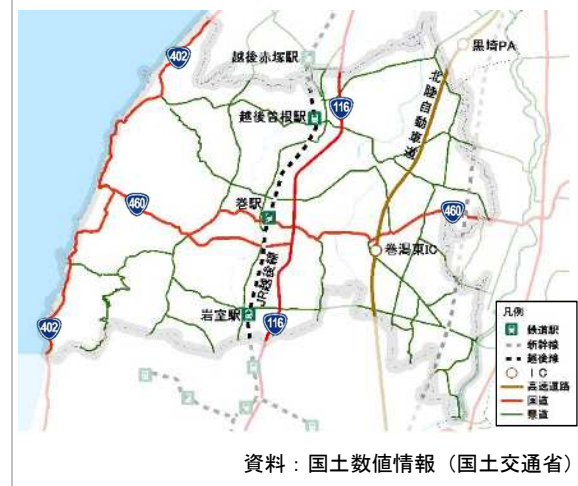 402
越後赤塚駅
黒埼PA
116
越後曽根駅
北陸自動車道
460
巻駅
460
巻潟東IC
JR越後線
岩室駅
116
402
凡例
鉄道駅
新幹線
越後線
IC
高速道路
国道
県道
資料：国土数値情報（国土交通省）